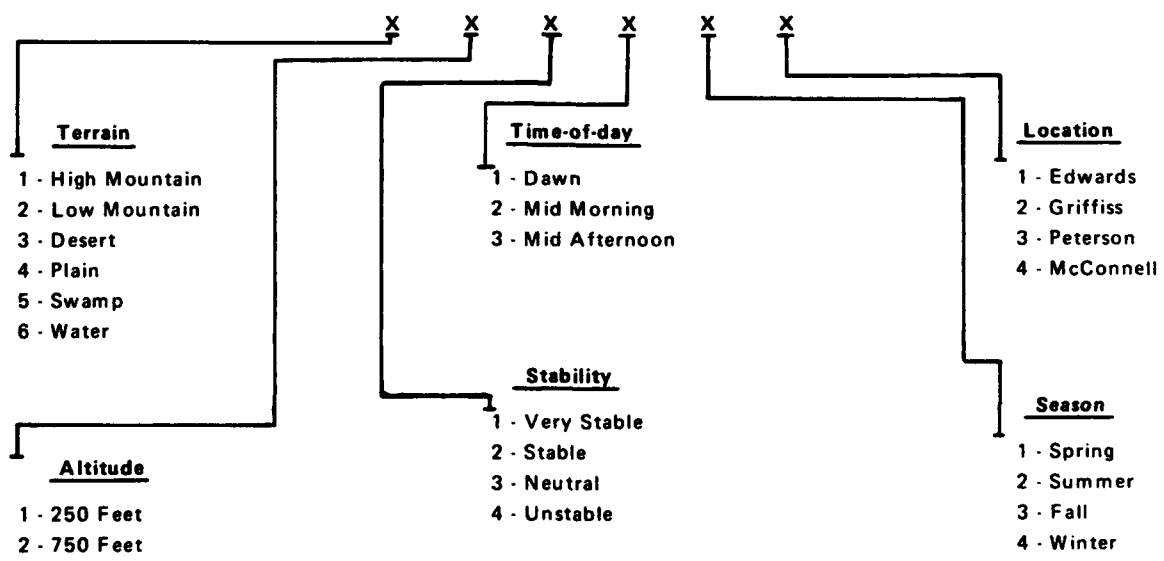 X X X X X X
Terrain
1 - High Mountain
2 - Low Mountain
3 - Desert
4 - Plain
5 - Swamp
6 - Water
Altitude
1 - 250 Feet
2 - 750 Feet
Time-of-day
1 - Dawn
2 - Mid Morning
3 - Mid Afternoon
Stability
1 - Very Stable
2 - Stable
3 - Neutral
4 - Unstable
Location
1 - Edwards
2 - Griffiss
3 - Peterson
4 - McConnell
Season
1 - Spring
2 - Summer
3 - Fall
4 - Winter